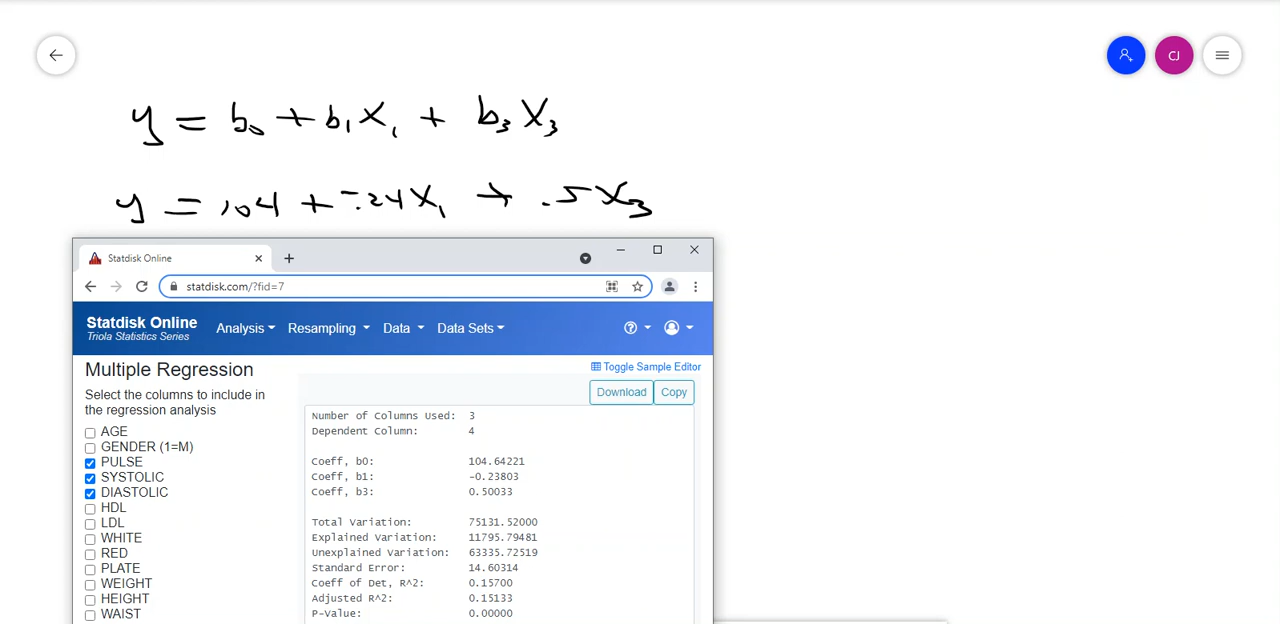 CJ
y = b₀ + b₁X₁ + b₃X₃
y = 104 + -.24X₁ + .5X₃
Statdisk Online
statdisk.com/?fid=7
Statdisk Online
Triola Statistics Series
Analysis Resampling Data Data Sets
Multiple Regression
Toggle Sample Editor
Select the columns to include in
the regression analysis
Download Copy
AGE
GENDER (1=M)
PULSE
SYSTOLIC
DIASTOLIC
HDL
LDL
WHITE
RED
PLATE
WEIGHT
HEIGHT
WAIST
Number of Columns Used: 3
Dependent Column: 4
Coeff, b0: 104.64221
Coeff, b1: -0.23803
Coeff, b3: 0.50033
Total Variation: 75131.52000
Explained Variation: 11795.79481
Unexplained Variation: 63335.72519
Standard Error: 14.60314
Coeff of Det, R^2: 0.15700
Adjusted R^2: 0.15133
P-Value: 0.00000